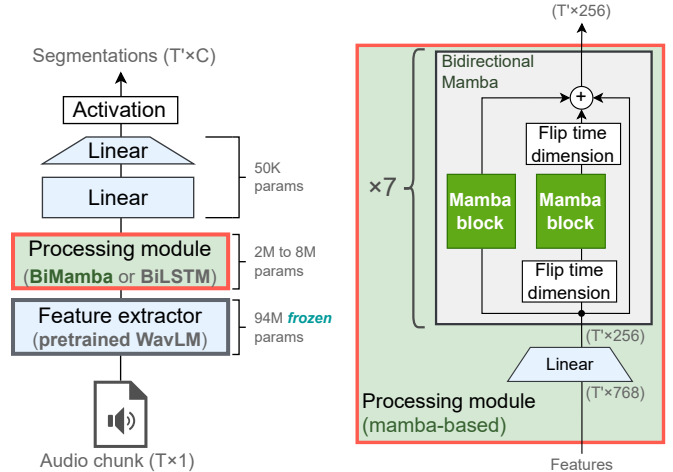 Segmentations (T'×C)
Activation
Linear
Linear
50K
params
Processing module
(BiMamba or BiLSTM)
2M to 8M
params
Feature extractor
(pretrained WavLM)
94M frozen
params
Audio chunk (T×1)
(T'×256)
Bidirectional
Mamba
+
Flip time
dimension
×7
Mamba
block
Mamba
block
Flip time
dimension
(T'×256)
Linear
(T'×768)
Processing module
(mamba-based)
Features